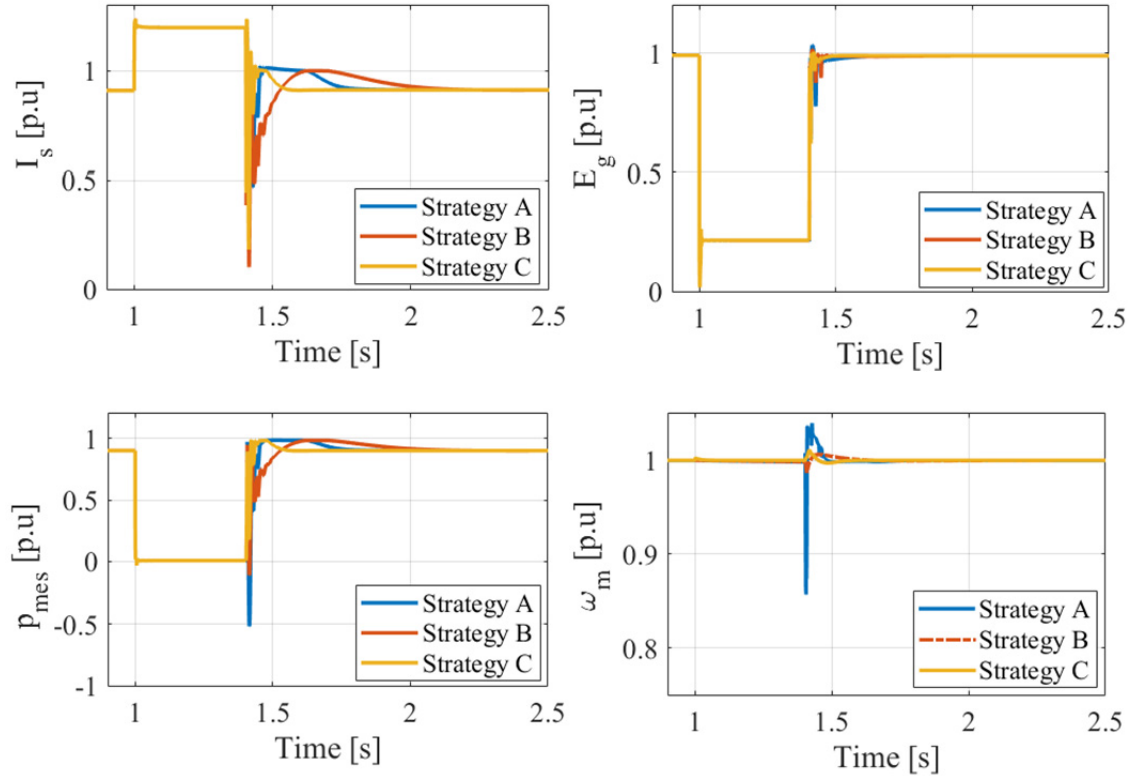 I_s [p.u]
1
0.5
0
Strategy A
Strategy B
Strategy C
1
1.5
2
2.5
Time [s]
E_g [p.u]
1
0.5
0
Strategy A
Strategy B
Strategy C
1
1.5
2
2.5
Time [s]
p_mes [p.u]
1
0.5
0
-0.5
-1
Strategy A
Strategy B
Strategy C
1
1.5
2
2.5
Time [s]
ω_m [p.u]
1
0.9
0.8
Strategy A
Strategy B
Strategy C
1
1.5
2
2.5
Time [s]